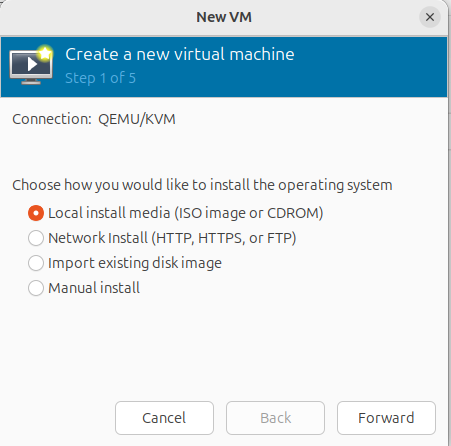 New VM
Create a new virtual machine
Step 1 of 5
Connection: QEMU/KVM
Choose how you would like to install the operating system
Local install media (ISO image or CDROM)
Network Install (HTTP, HTTPS, or FTP)
Import existing disk image
Manual install
Cancel Back Forward